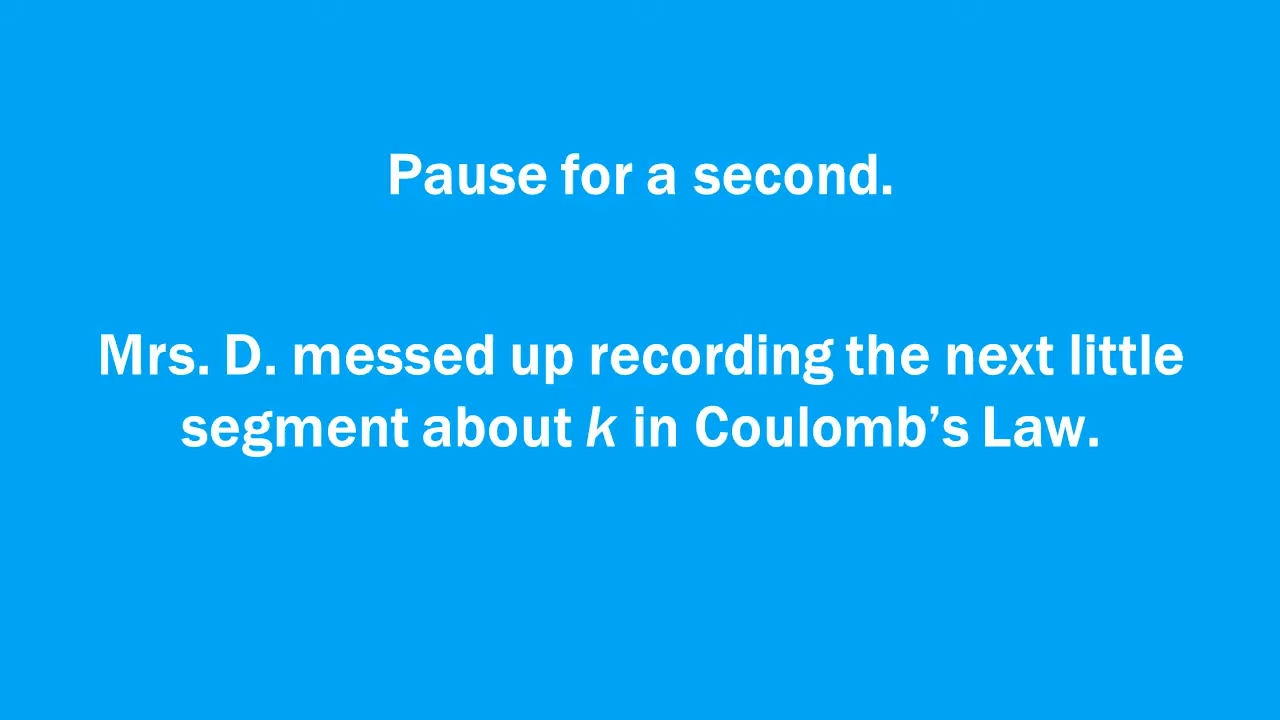 Pause for a second.
Mrs. D. messed up recording the next little
segment about k in Coulomb’s Law.